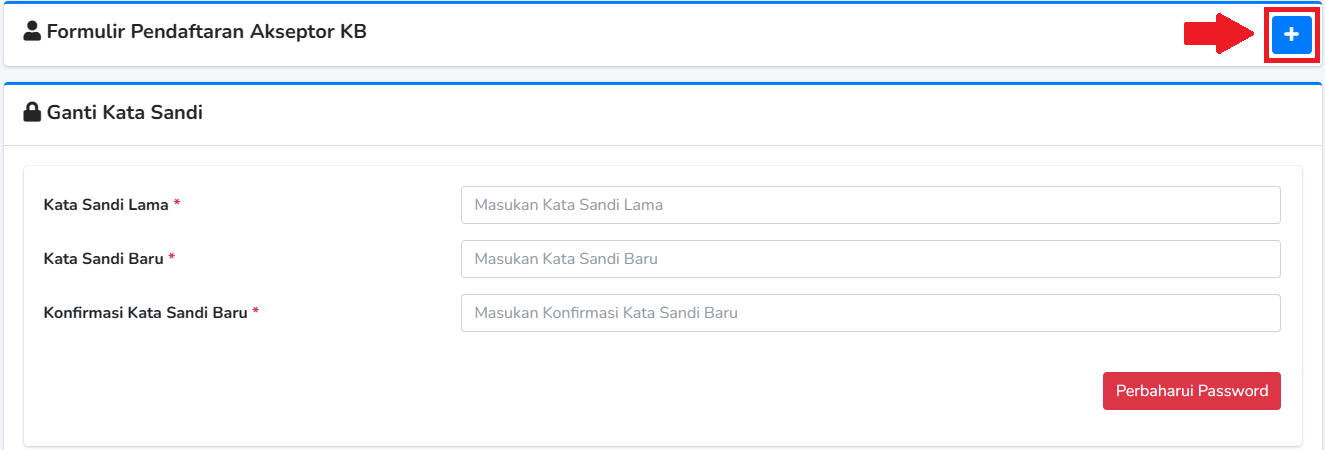 Formulir Pendaftaran Akseptor KB
Ganti Kata Sandi
Kata Sandi Lama * Masukan Kata Sandi Lama
Kata Sandi Baru * Masukan Kata Sandi Baru
Konfirmasi Kata Sandi Baru * Masukan Konfirmasi Kata Sandi Baru
Perbaharui Password